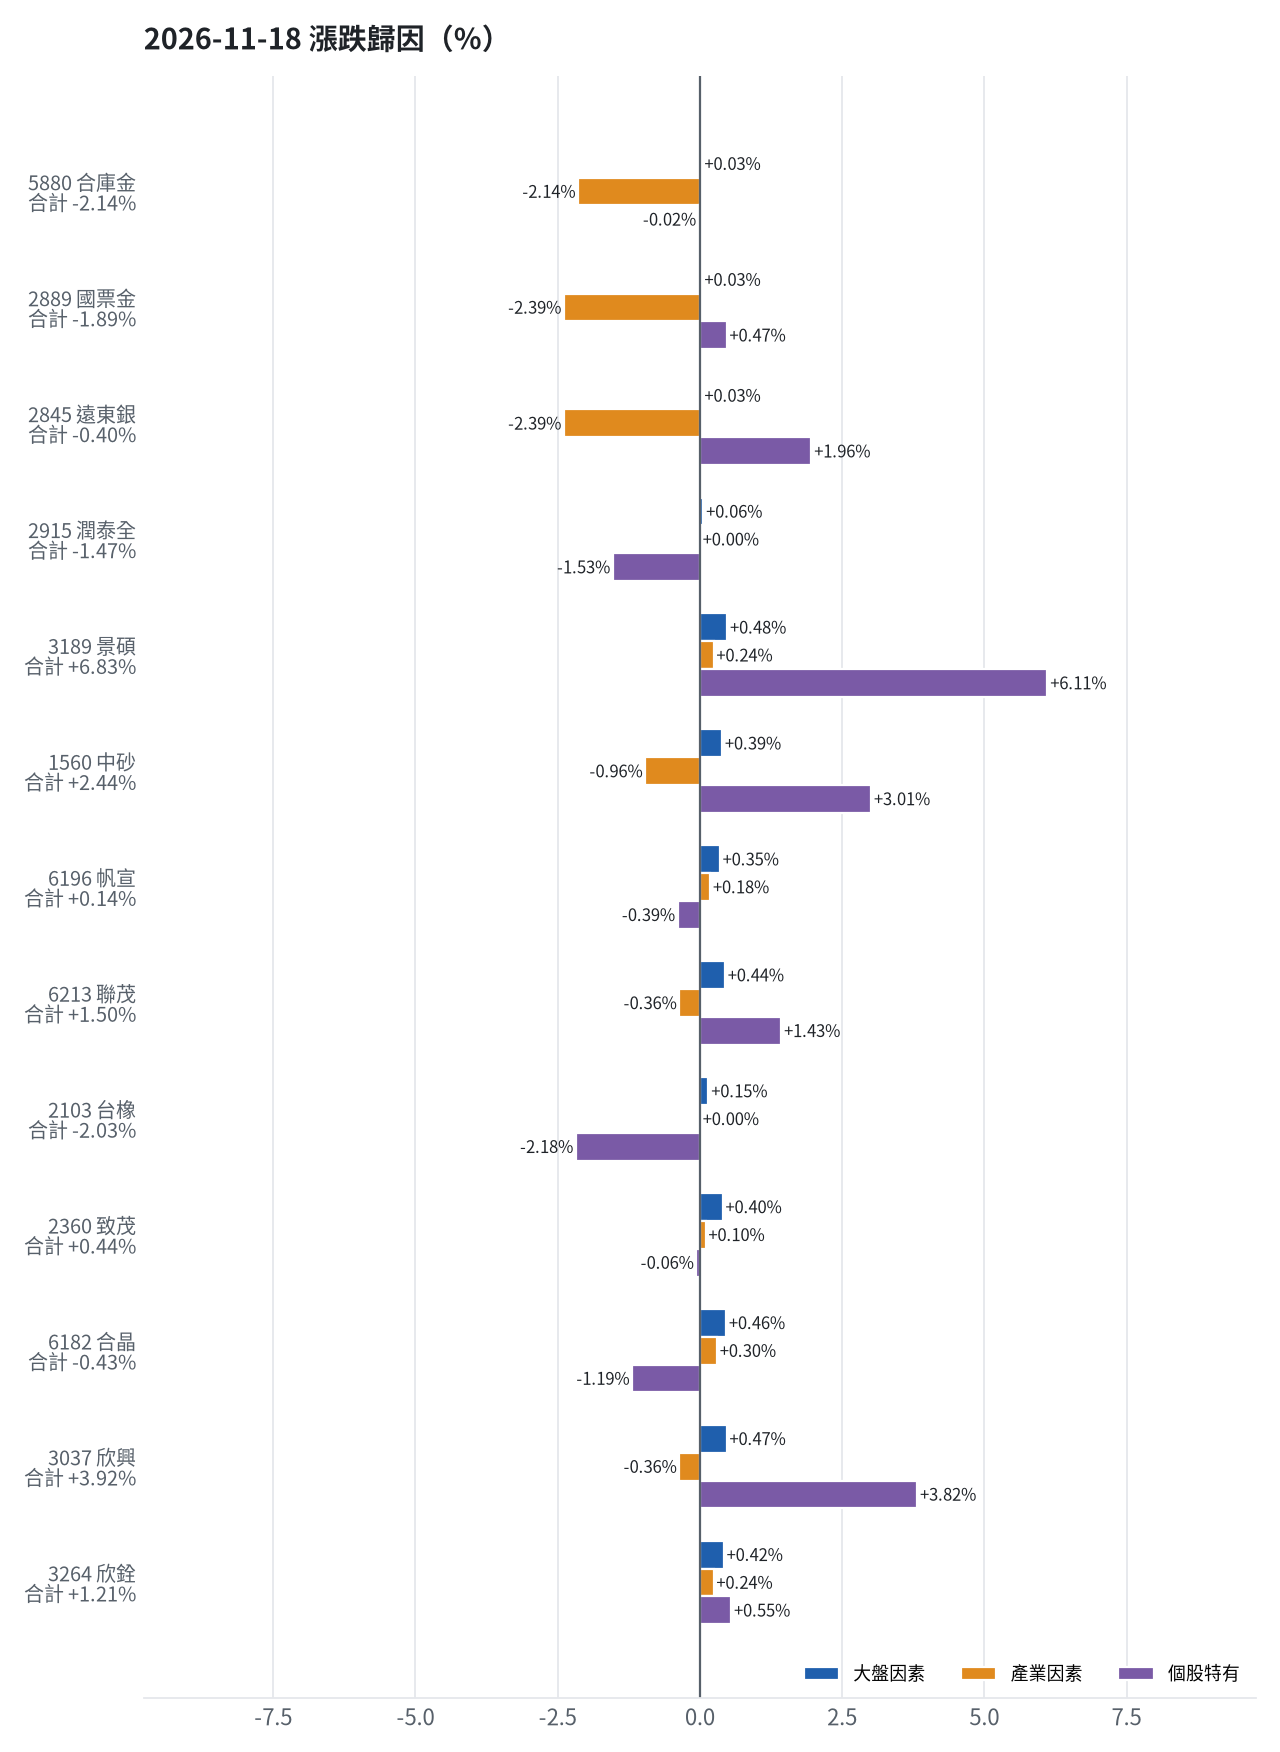 2026-11-18 漲跌歸因（%）
5880 合庫金
合計 -2.14%
+0.03%
-2.14%
-0.02%
2889 國票金
合計 -1.89%
+0.03%
-2.39%
+0.47%
2845 遠東銀
合計 -0.40%
+0.03%
-2.39%
+1.96%
2915 潤泰全
合計 -1.47%
+0.06%
+0.00%
-1.53%
3189 景碩
合計 +6.83%
+0.48%
+0.24%
+6.11%
1560 中砂
合計 +2.44%
+0.39%
-0.96%
+3.01%
6196 帆宣
合計 +0.14%
+0.35%
+0.18%
-0.39%
6213 聯茂
合計 +1.50%
+0.44%
-0.36%
+1.43%
2103 台橡
合計 -2.03%
+0.15%
+0.00%
-2.18%
2360 致茂
合計 +0.44%
+0.40%
+0.10%
-0.06%
6182 合晶
合計 -0.43%
+0.46%
+0.30%
-1.19%
3037 欣興
合計 +3.92%
+0.47%
-0.36%
+3.82%
3264 欣銓
合計 +1.21%
+0.42%
+0.24%
+0.55%
大盤因素 產業因素 個股特有
-7.5 -5.0 -2.5 0.0 2.5 5.0 7.5